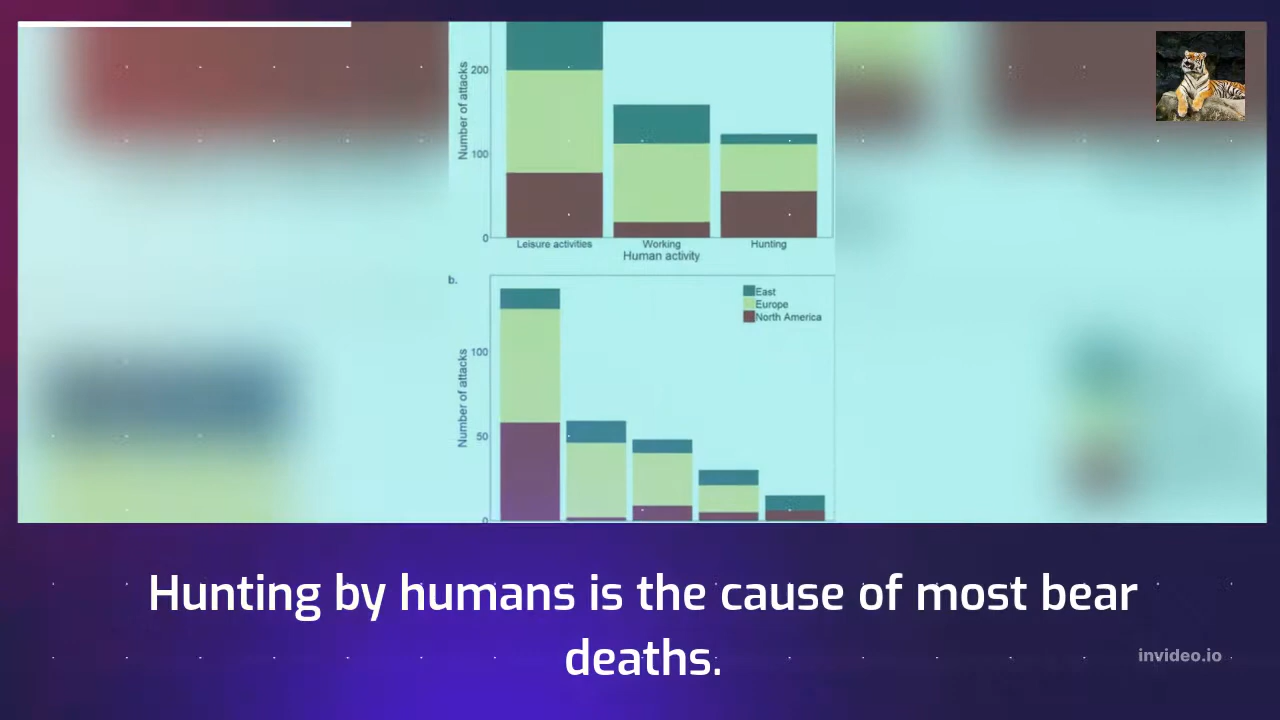 200
Number of attacks
100
0
Leisure activities Working Hunting
Human activity
b.
East
Europe
North America
100
Number of attacks
50
0
Hunting by humans is the cause of most bear
deaths.
invideo.io